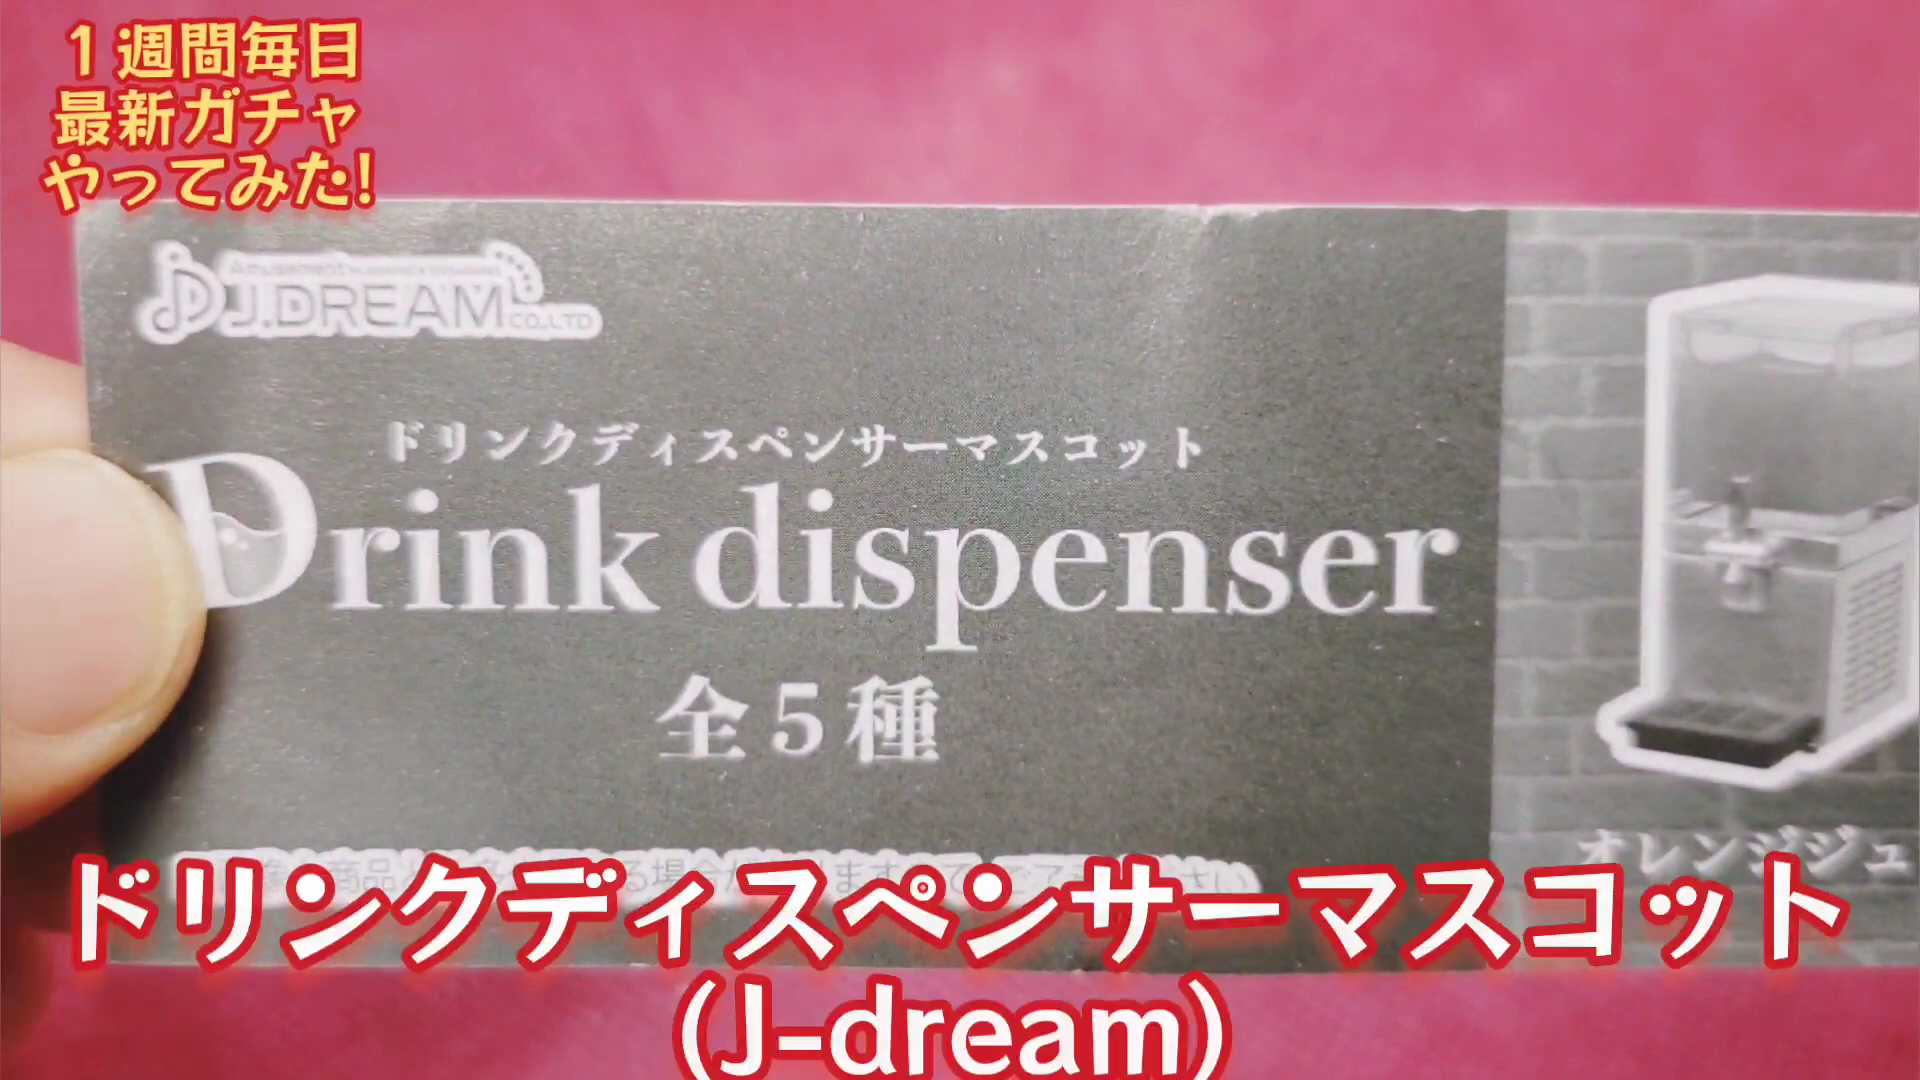 1週間毎日
最新ガチャ
やってみた!
Amusement
J.DREAM CO.,LTD
ドリンクディスペンサーマスコット
Drink dispenser
全5種
オレンジジュ
ドリンクディスペンサーマスコット
(J-dream)